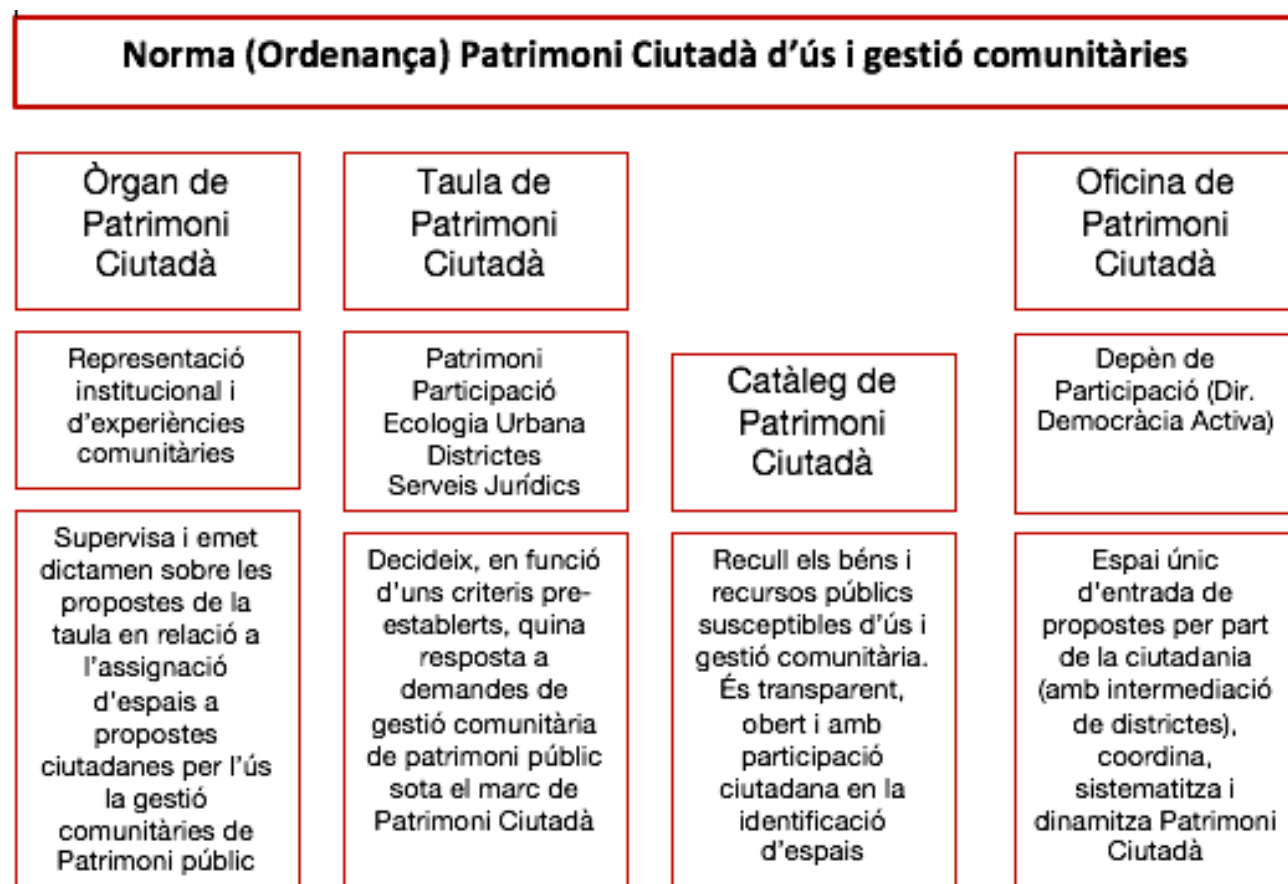 Norma (Ordenança) Patrimoni Ciutadà d'ús i gestió comunitàries
Òrgan de
Patrimoni
Ciutadà
Representació
institucional i
d'experiències
comunitàries
Supervisa i emet
dictamen sobre les
propostes de la
taula en relació a
l'assignació
d'espais a
propostes
ciutadanes per l'ús
la gestió
comunitàries de
Patrimoni públic
Taula de
Patrimoni
Ciutadà
Patrimoni
Participació
Ecologia Urbana
Districtes
Serveis Jurídics
Decideix, en funció
d'uns criteris pre-
establerts, quina
resposta a
demandes de
gestió comunitària
de patrimoni públic
sota el marc de
Patrimoni Ciutadà
Catàleg de
Patrimoni
Ciutadà
Recull els béns i
recursos públics
susceptibles d'ús i
gestió comunitària.
És transparent,
obert i amb
participació
ciutadana en la
identificació
d'espais
Oficina de
Patrimoni
Ciutadà
Depèn de
Participació (Dir.
Democràcia Activa)
Espai únic
d'entrada de
propostes per part
de la ciutadania
(amb intermediació
de districtes),
coordina,
sistematitza i
dinamitza Patrimoni
Ciutadà